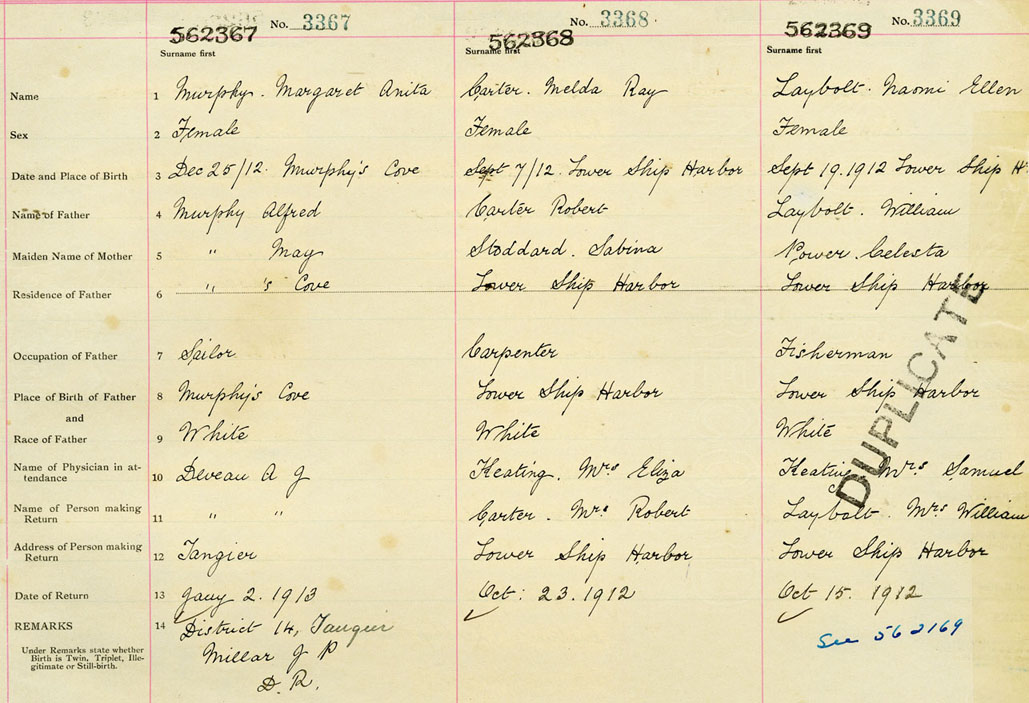 No. 3367 No. 3368 No. 3369
562367 562368 562369
Surname first Surname first Surname first
Name 1 Murphy. Margaret Anita Carter. Melda Ray Laybolt. Naomi Ellen
Sex 2 Female Female Female
Date and Place of Birth 3 Dec 25/12. Murphy's Cove Sept 7/12. Lower Ship Harbor Sept 19. 1912 Lower Ship H
Name of Father 4 Murphy Alfred Carter Robert Laybolt. William
Maiden Name of Mother 5 " May Stoddard. Sabina Power. Celesta
Residence of Father 6 " 's Cove Lower Ship Harbor Lower Ship Harbor
Occupation of Father 7 Sailor Carpenter Fisherman
Place of Birth of Father 8 Murphy's Cove Lower Ship Harbor Lower Ship Harbor
and
Race of Father 9 White White White
Name of Physician in at-
tendance 10 Deveau A J Keating. Mrs Eliza Keating Mrs Samuel
Name of Person making
Return 11 " " Carter. Mrs Robert Laybolt. Mrs William
Address of Person making
Return 12 Tangier Lower Ship Harbor Lower Ship Harbor
Date of Return 13 Jany 2. 1913 Oct: 23. 1912 Oct 15. 1912
DUPLICATE
REMARKS 14 District 14, Tangier
Under Remarks state whether
Birth is Twin, Triplet, Ille-
gitimate or Still-birth.
Millar J P
D. R.
See 562169